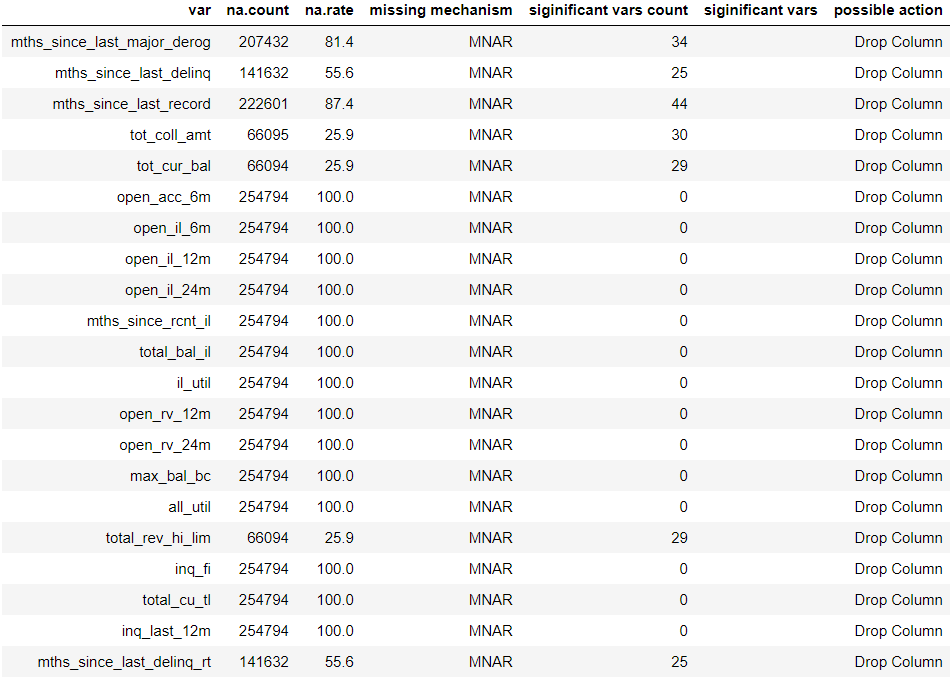 var na.count na.rate missing mechanism siginificant vars count siginificant vars possible action
mths_since_last_major_derog 207432 81.4 MNAR 34 Drop Column
mths_since_last_delinq 141632 55.6 MNAR 25 Drop Column
mths_since_last_record 222601 87.4 MNAR 44 Drop Column
tot_coll_amt 66095 25.9 MNAR 30 Drop Column
tot_cur_bal 66094 25.9 MNAR 29 Drop Column
open_acc_6m 254794 100.0 MNAR 0 Drop Column
open_il_6m 254794 100.0 MNAR 0 Drop Column
open_il_12m 254794 100.0 MNAR 0 Drop Column
open_il_24m 254794 100.0 MNAR 0 Drop Column
mths_since_rcnt_il 254794 100.0 MNAR 0 Drop Column
total_bal_il 254794 100.0 MNAR 0 Drop Column
il_util 254794 100.0 MNAR 0 Drop Column
open_rv_12m 254794 100.0 MNAR 0 Drop Column
open_rv_24m 254794 100.0 MNAR 0 Drop Column
max_bal_bc 254794 100.0 MNAR 0 Drop Column
all_util 254794 100.0 MNAR 0 Drop Column
total_rev_hi_lim 66094 25.9 MNAR 29 Drop Column
inq_fi 254794 100.0 MNAR 0 Drop Column
total_cu_tl 254794 100.0 MNAR 0 Drop Column
inq_last_12m 254794 100.0 MNAR 0 Drop Column
mths_since_last_delinq_rt 141632 55.6 MNAR 25 Drop Column